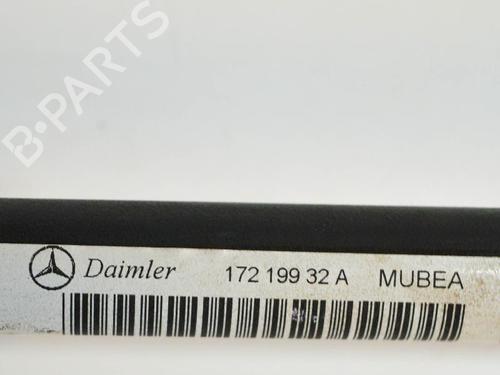 B-PARTS
Daimler 172 199 32 A MUBEA